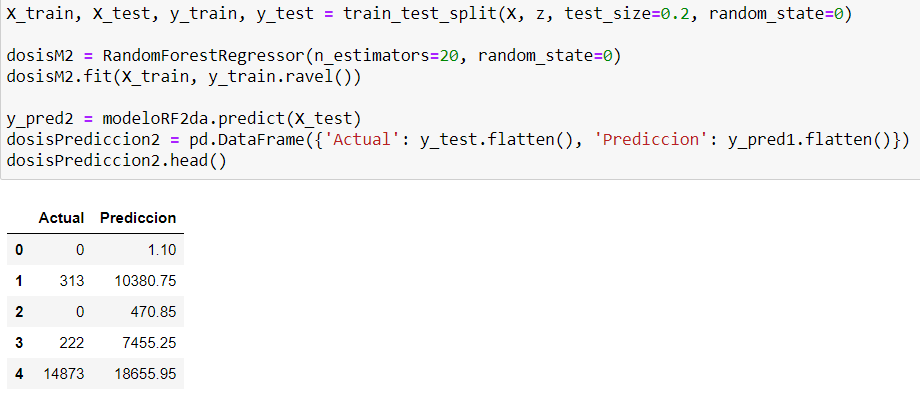 X_train, X_test, y_train, y_test = train_test_split(X, z, test_size=0.2, random_state=0)
dosisM2 = RandomForestRegressor(n_estimators=20, random_state=0)
dosisM2.fit(X_train, y_train.ravel())
y_pred2 = modeloRF2da.predict(X_test)
dosisPrediccion2 = pd.DataFrame({'Actual': y_test.flatten(), 'Prediccion': y_pred1.flatten()})
dosisPrediccion2.head()
Actual Prediccion
0 0 1.10
1 313 10380.75
2 0 470.85
3 222 7455.25
4 14873 18655.95